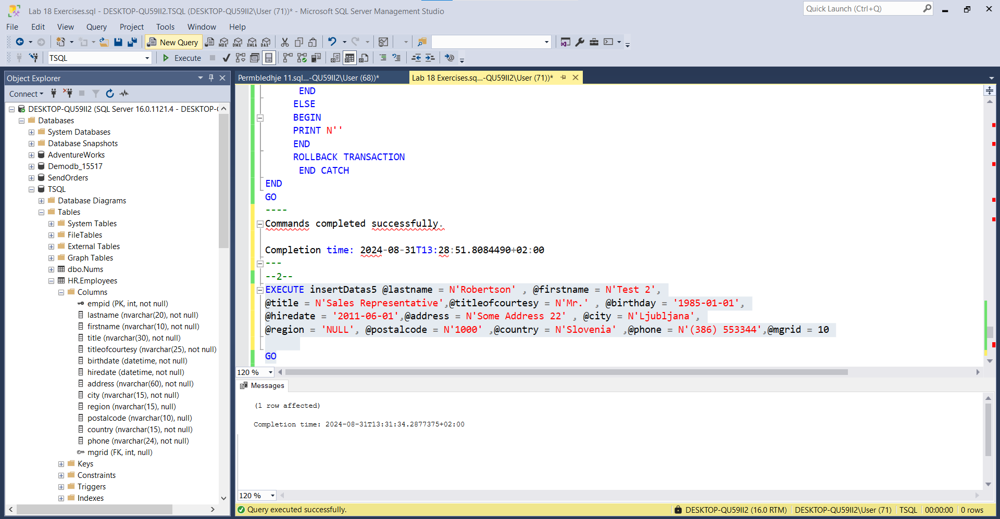 Lab 18 Exercises.sql - DESKTOP-QU59II2.TSQL (DESKTOP-QU59II2\User (71))* - Microsoft SQL Server Management Studio
Quick Launch (Ctrl+Q)
File Edit View Query Project Tools Window Help
New Query
MDX DMX XMLA DAX
TSQL
Execute
Object Explorer
Connect
DESKTOP-QU59II2 (SQL Server 16.0.1121.4 - DESKTOP-
Databases
System Databases
Database Snapshots
AdventureWorks
Demodb_15517
SendOrders
TSQL
Database Diagrams
Tables
System Tables
FileTables
External Tables
Graph Tables
dbo.Nums
HR.Employees
Columns
empid (PK, int, not null)
lastname (nvarchar(20), not null)
firstname (nvarchar(10), not null)
title (nvarchar(30), not null)
titleofcourtesy (nvarchar(25), not null)
birthdate (datetime, not null)
hiredate (datetime, not null)
address (nvarchar(60), not null)
city (nvarchar(15), not null)
region (nvarchar(15), null)
postalcode (nvarchar(10), null)
country (nvarchar(15), not null)
phone (nvarchar(24), not null)
mgrid (FK, int, null)
Keys
Constraints
Triggers
Indexes
Permbledhje 11.sql...-QU59II2\User (68))*
Lab 18 Exercises.sq...-QU59II2\User (71))*
END
ELSE
BEGIN
PRINT N''
END
ROLLBACK TRANSACTION
END CATCH
END
GO
----
Commands completed successfully.
Completion time: 2024-08-31T13:28:51.8084490+02:00
---
--2--
EXECUTE insertDatas5 @lastname = N'Robertson' , @firstname = N'Test 2',
@title = N'Sales Representative',@titleofcourtesy = N'Mr.' , @birthday = '1985-01-01',
@hiredate = '2011-06-01',@address = N'Some Address 22' , @city = N'Ljubljana',
@region = 'NULL', @postalcode = N'1000' ,@country = N'Slovenia' ,@phone = N'(386) 553344',@mgrid = 10
GO
120 %
Messages
(1 row affected)
Completion time: 2024-08-31T13:31:34.2877375+02:00
120 %
Query executed successfully.
DESKTOP-QU59II2 (16.0 RTM)
DESKTOP-QU59II2\User (71)
TSQL
00:00:00
0 rows